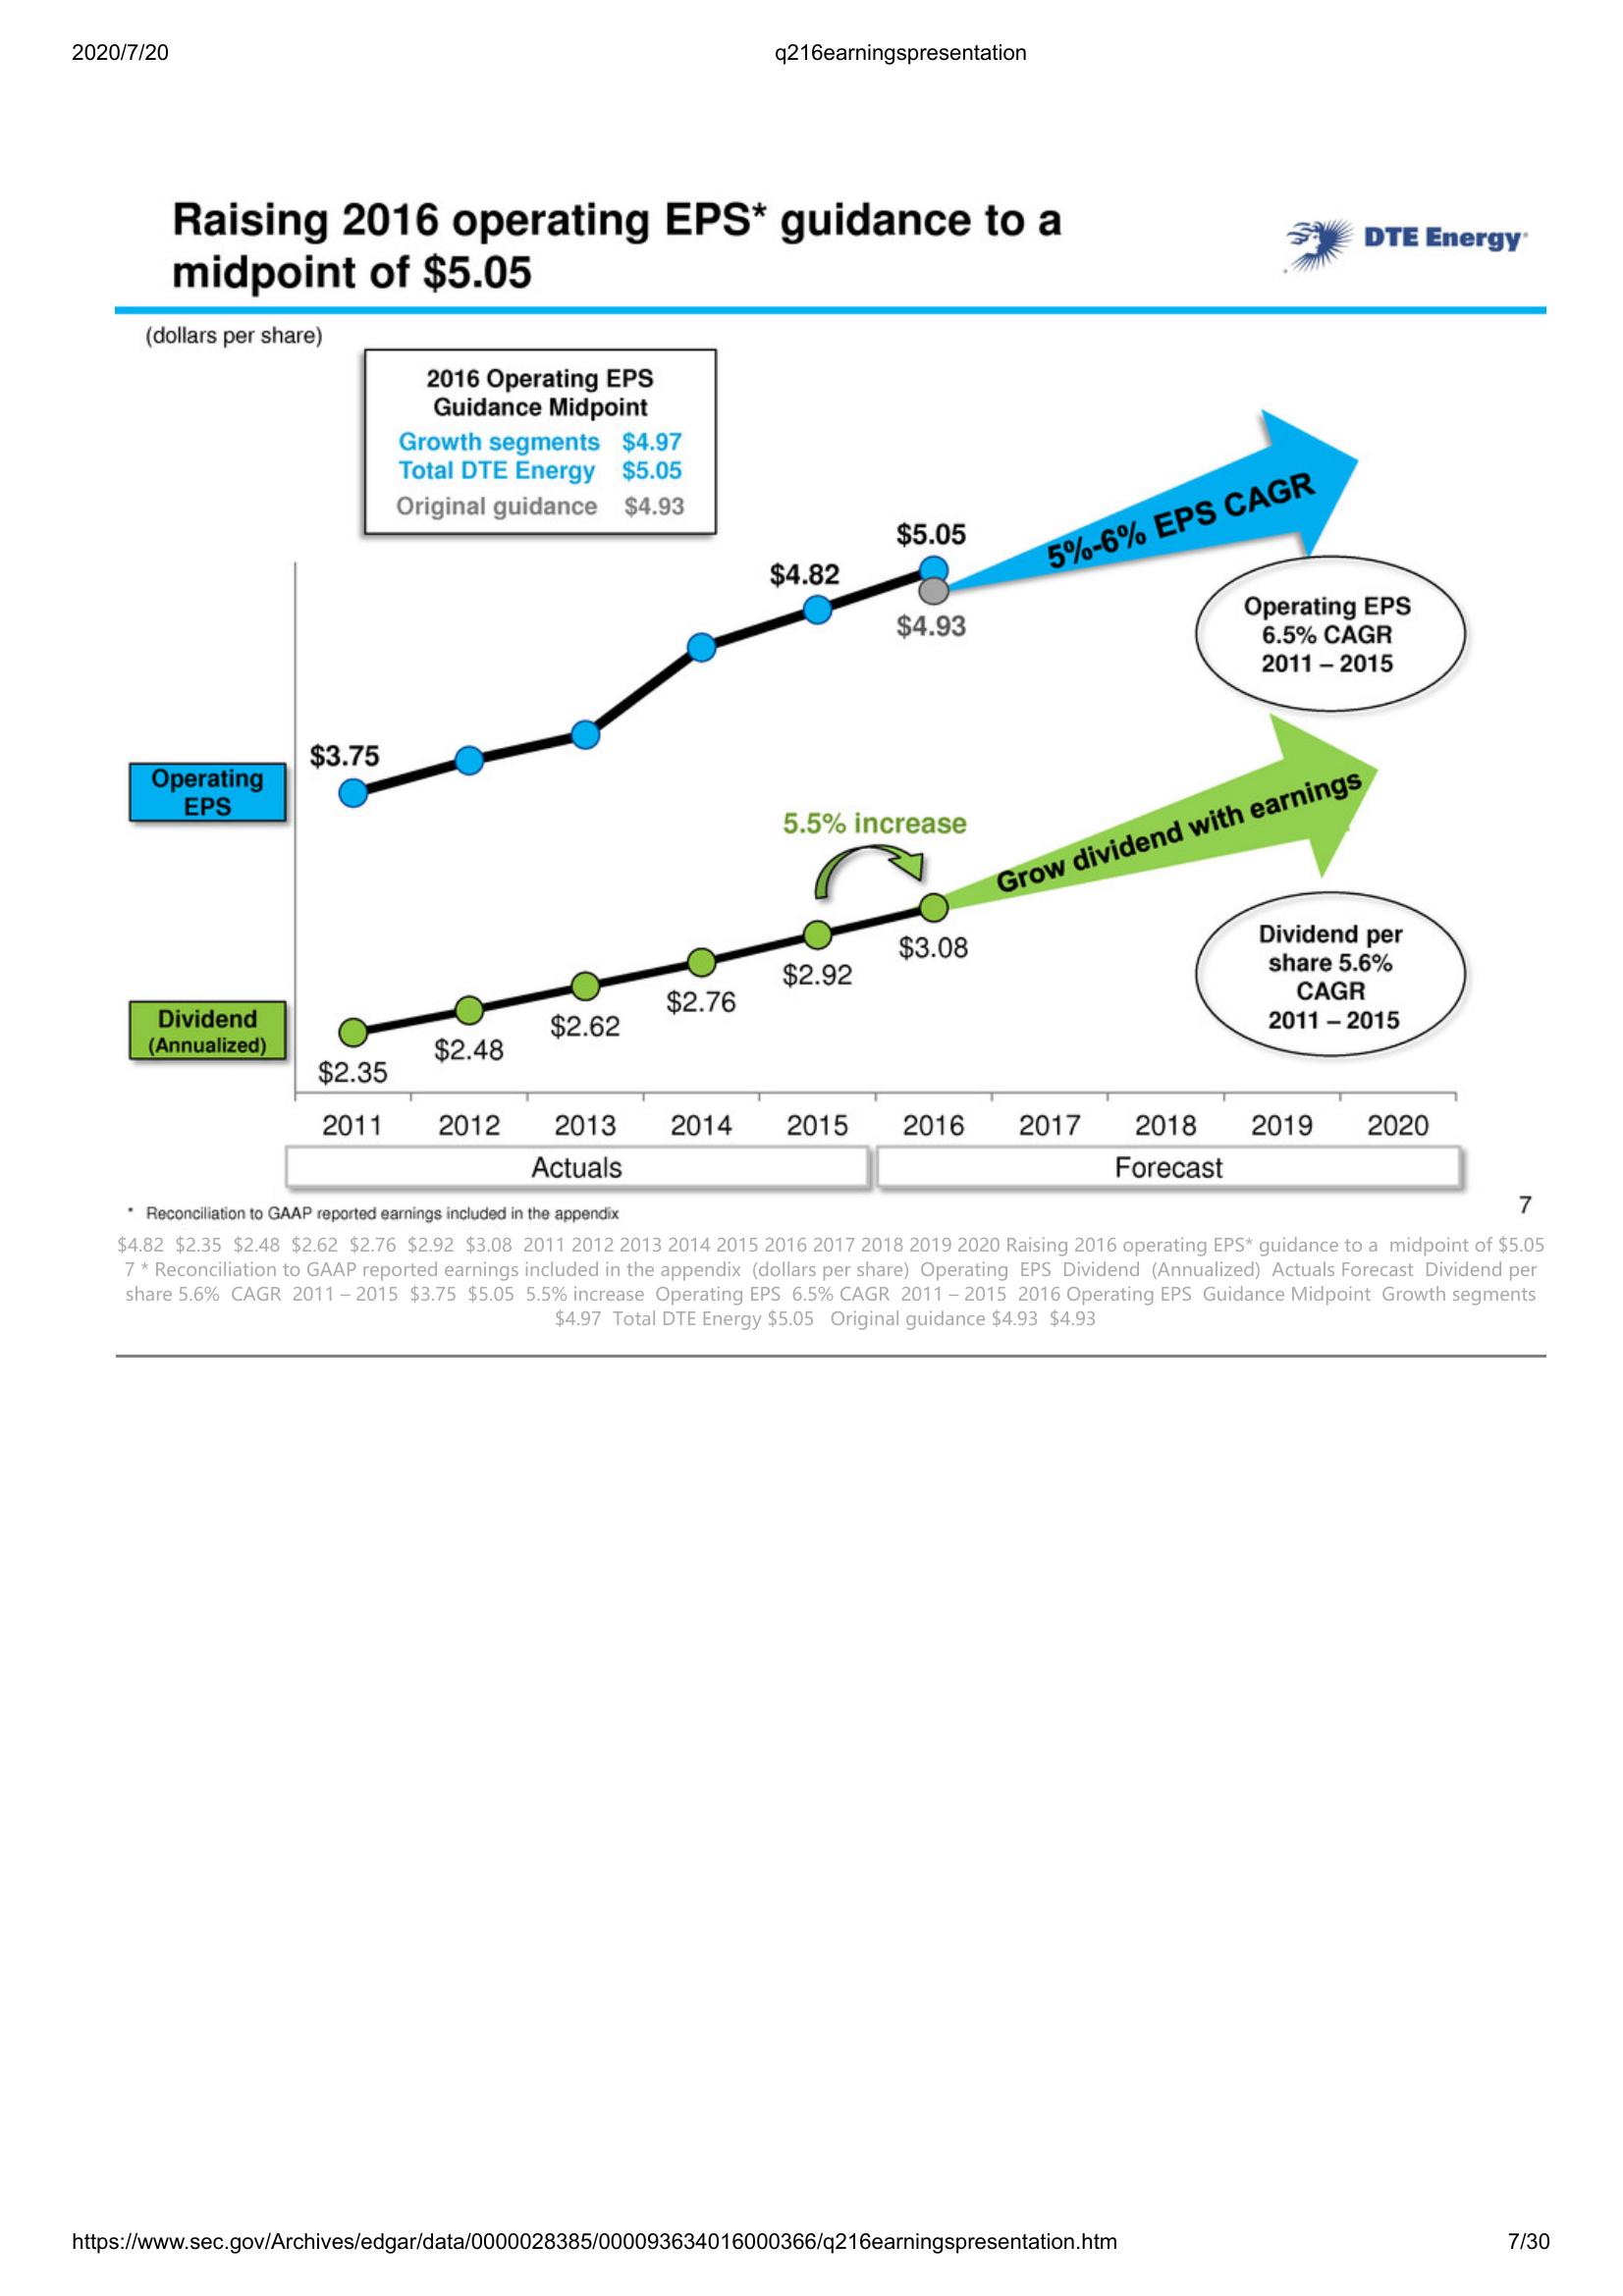 2020/7/20
q216earningspresentation
Raising 2016 operating EPS* guidance to a
midpoint of $5.05
DTE Energy®
(dollars per share)
2016 Operating EPS
Guidance Midpoint
Growth segments $4.97
Total DTE Energy $5.05
Original guidance $4.93
5%-6% EPS CAGR
$5.05
$4.82
$4.93
Operating EPS
6.5% CAGR
2011 – 2015
$3.75
Operating
EPS
5.5% increase
Grow dividend with earnings
$3.08
$2.92
$2.76
$2.62
$2.48
$2.35
Dividend per
share 5.6%
CAGR
2011 – 2015
Dividend
(Annualized)
2011 2012 2013 2014 2015 2016 2017 2018 2019 2020
Actuals
Forecast
* Reconciliation to GAAP reported earnings included in the appendix
7
$4.82 $2.35 $2.48 $2.62 $2.76 $2.92 $3.08 2011 2012 2013 2014 2015 2016 2017 2018 2019 2020 Raising 2016 operating EPS* guidance to a midpoint of $5.05
7 * Reconciliation to GAAP reported earnings included in the appendix (dollars per share) Operating EPS Dividend (Annualized) Actuals Forecast Dividend per
share 5.6% CAGR 2011 – 2015 $3.75 $5.05 5.5% increase Operating EPS 6.5% CAGR 2011 – 2015 2016 Operating EPS Guidance Midpoint Growth segments
$4.97 Total DTE Energy $5.05 Original guidance $4.93 $4.93
https://www.sec.gov/Archives/edgar/data/0000028385/000093634016000366/q216earningspresentation.htm
7/30